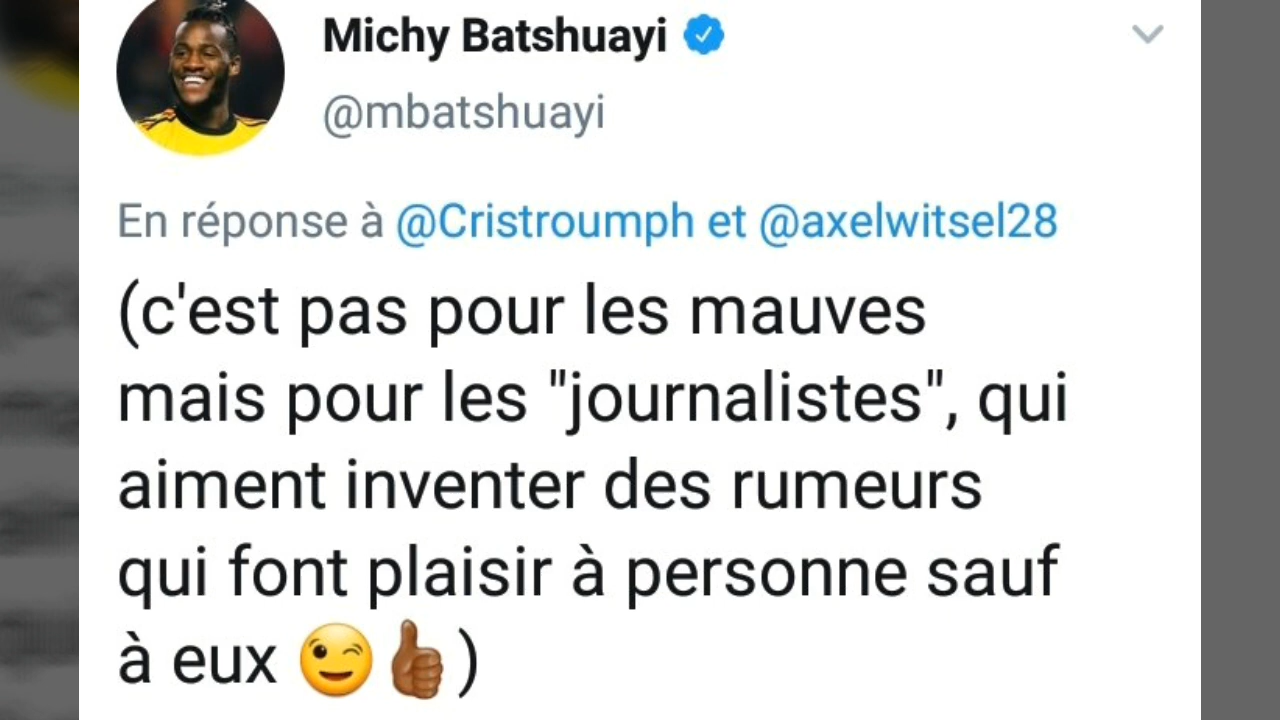 Michy Batshuayi
@mbatshuayi
En réponse à @Cristroumph et @axelwitsel28
(c'est pas pour les mauves
mais pour les "journalistes", qui
aiment inventer des rumeurs
qui font plaisir à personne sauf
à eux 😉👍🏾)